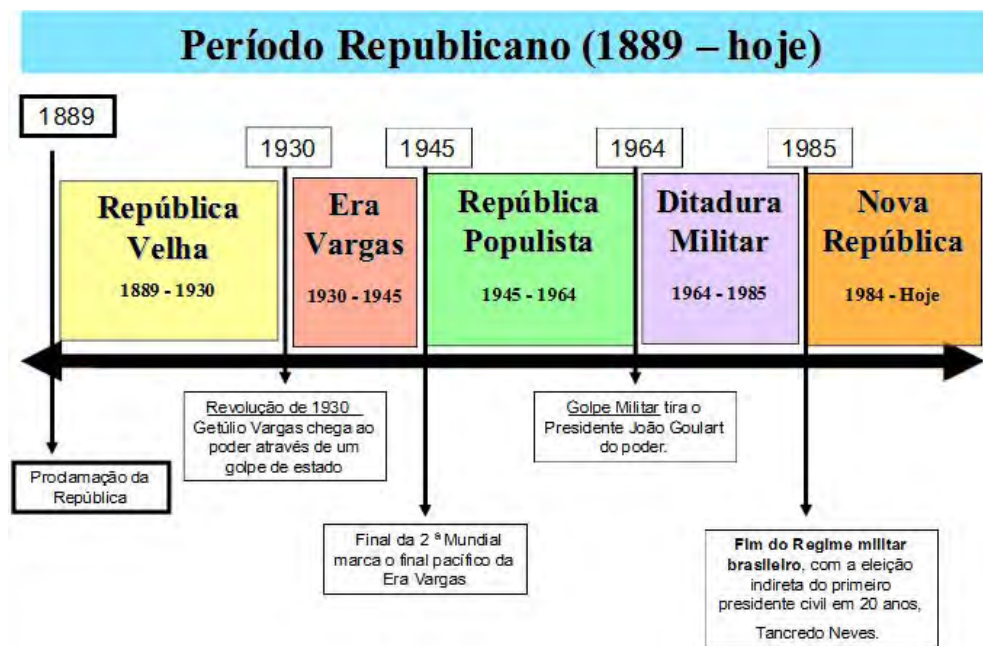 Período Republicano (1889 – hoje)
1889
1930
1945
1964
1985
República
Velha
1889 - 1930
Era
Vargas
1930 - 1945
República
Populista
1945 - 1964
Ditadura
Militar
1964 - 1985
Nova
República
1984 - Hoje
Proclamação da
República
Revolução de 1930
Getúlio Vargas chega ao
poder através de um
golpe de estado
Final da 2 ª Mundial
marca o final pacífico da
Era Vargas
Golpe Militar tira o
Presidente João Goulart
do poder.
Fim do Regime militar
brasileiro, com a eleição
indireta do primeiro
presidente civil em 20 anos,
Tancredo Neves.